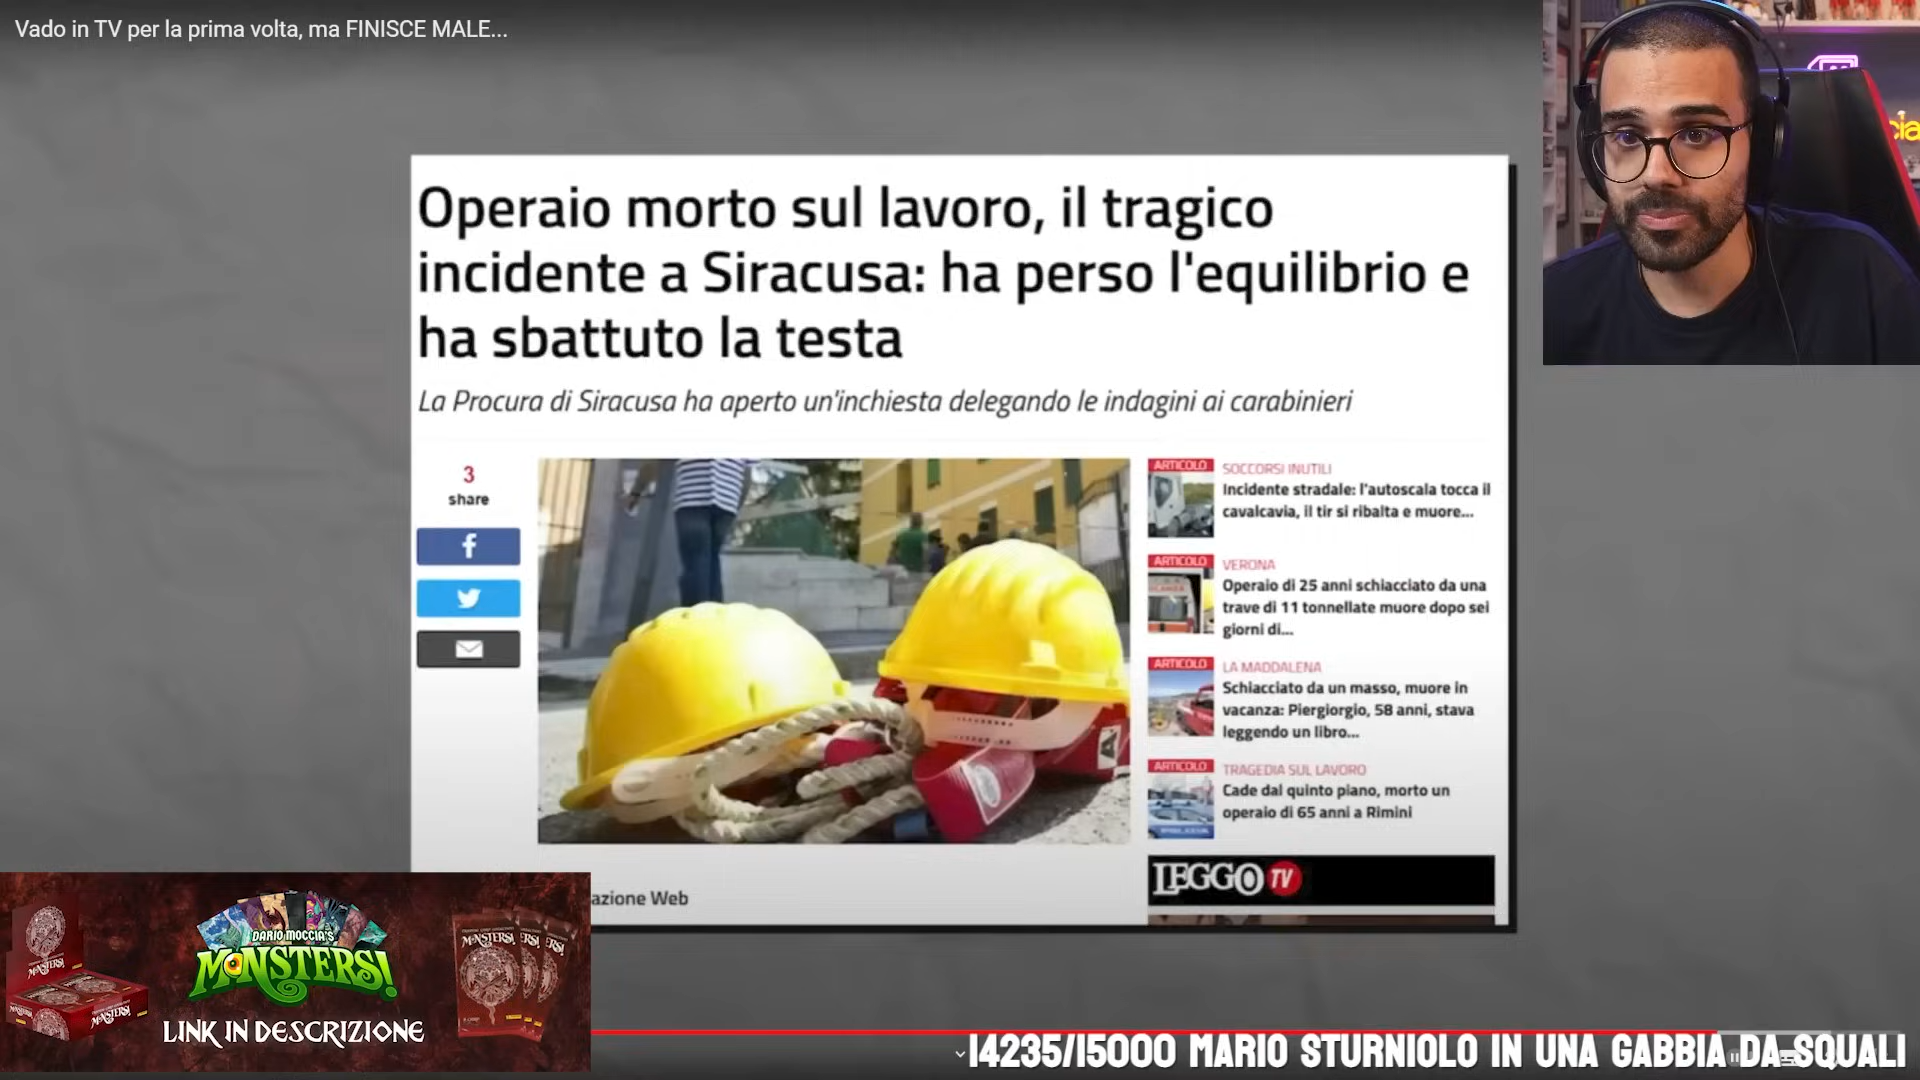 Vado in TV per la prima volta, ma FINISCE MALE...
cia
Operaio morto sul lavoro, il tragico
incidente a Siracusa: ha perso l'equilibrio e
ha sbattuto la testa
La Procura di Siracusa ha aperto un'inchiesta delegando le indagini ai carabinieri
3
share
ARTICOLO
SOCCORSI INUTILI
Incidente stradale: l'autoscala tocca il
cavalcavia, il tir si ribalta e muore...
ARTICOLO
VERONA
Operaio di 25 anni schiacciato da una
trave di 11 tonnellate muore dopo sei
giorni di...
ARTICOLO
LA MADDALENA
Schiacciato da un masso, muore in
vacanza: Piergiorgio, 58 anni, stava
leggendo un libro...
ARTICOLO
TRAGEDIA SUL LAVORO
Cade dal quinto piano, morto un
operaio di 65 anni a Rimini
LEGGO TV
azione Web
DARIO MOCCIA'S
MONSTERS!
LINK IN DESCRIZIONE
MONSTERS!
14235/15000 MARIO STURNIOLO IN UNA GABBIA DA SQUALI